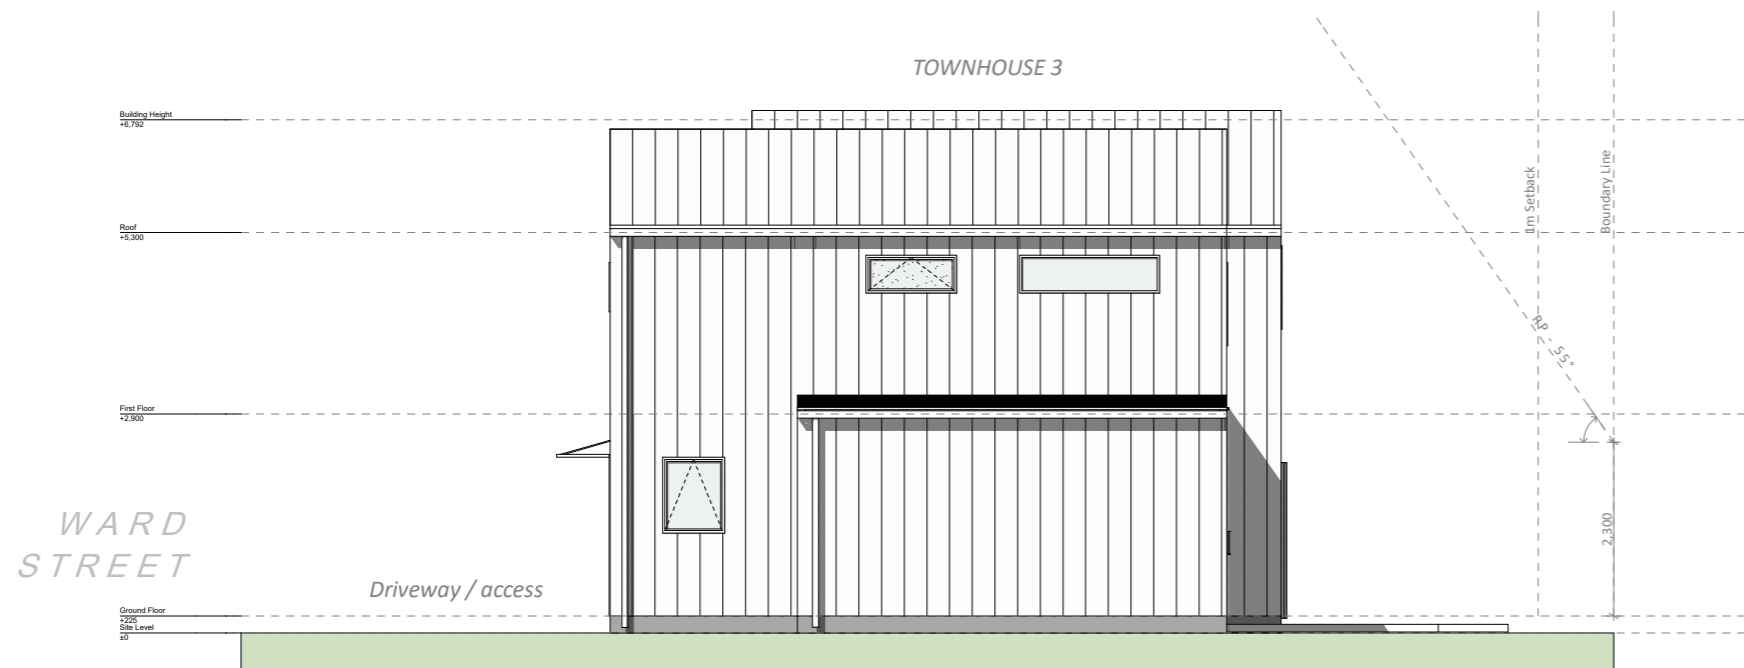 TOWNHOUSE 3
Building Height
+6,792
1m Setback
Boundary Line
Roof
+5,300
RP - 55°
First Floor
+2,900
2,300
WARD
STREET
Driveway / access
Ground Floor
+225
Site Level
±0